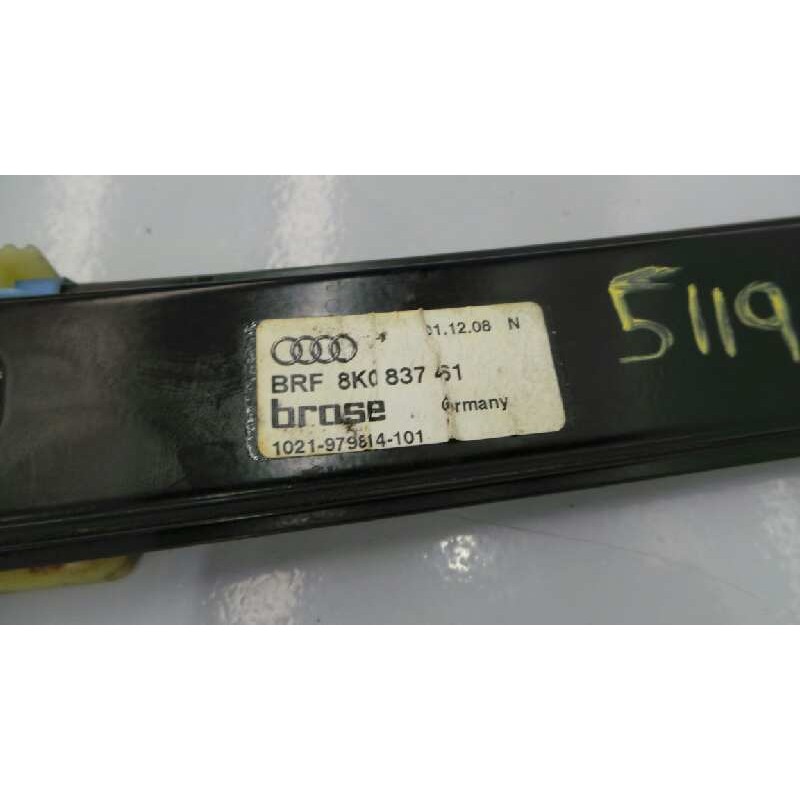 01.12.08 N
BRF 8K0 837 461
brose Germany
1021-979814-101
5119